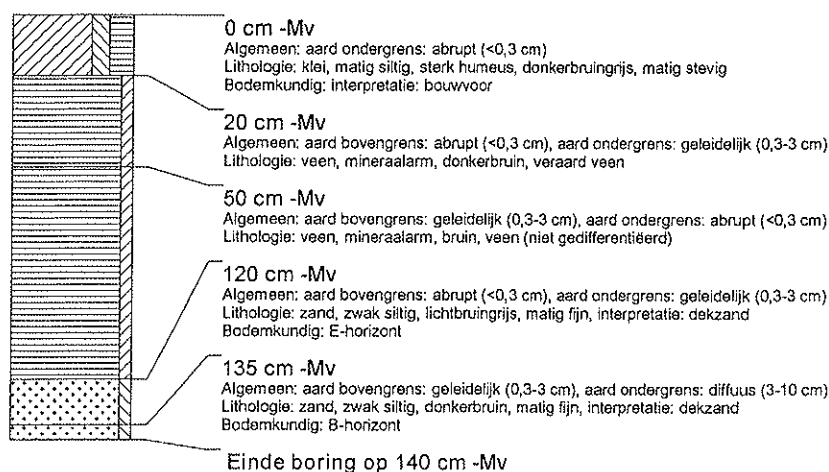 0 cm -Mv
Algemeen: aard ondergrens: abrupt (<0,3 cm)
Lithologie: klei, matig siltig, sterk humeus, donkerbruingrijs, matig stevig
Bodemkundig: interpretatie: bouwvoor
20 cm -Mv
Algemeen: aard bovengrens: abrupt (<0,3 cm), aard ondergrens: geleidelijk (0,3-3 cm)
Lithologie: veen, mineraalarm, donkerbruin, veraard veen
50 cm -Mv
Algemeen: aard bovengrens: geleidelijk (0,3-3 cm), aard ondergrens: abrupt (<0,3 cm)
Lithologie: veen, mineraalarm, bruin, veen (niet gedifferentiëerd)
120 cm -Mv
Algemeen: aard bovengrens: abrupt (<0,3 cm), aard ondergrens: geleidelijk (0,3-3 cm)
Lithologie: zand, zwak siltig, lichtbruingrijs, matig fijn, interpretatie: dekzand
Bodemkundig: E-horizont
135 cm -Mv
Algemeen: aard bovengrens: geleidelijk (0,3-3 cm), aard ondergrens: diffuus (3-10 cm)
Lithologie: zand, zwak siltig, donkerbruin, matig fijn, interpretatie: dekzand
Bodemkundig: B-horizont
Einde boring op 140 cm -Mv